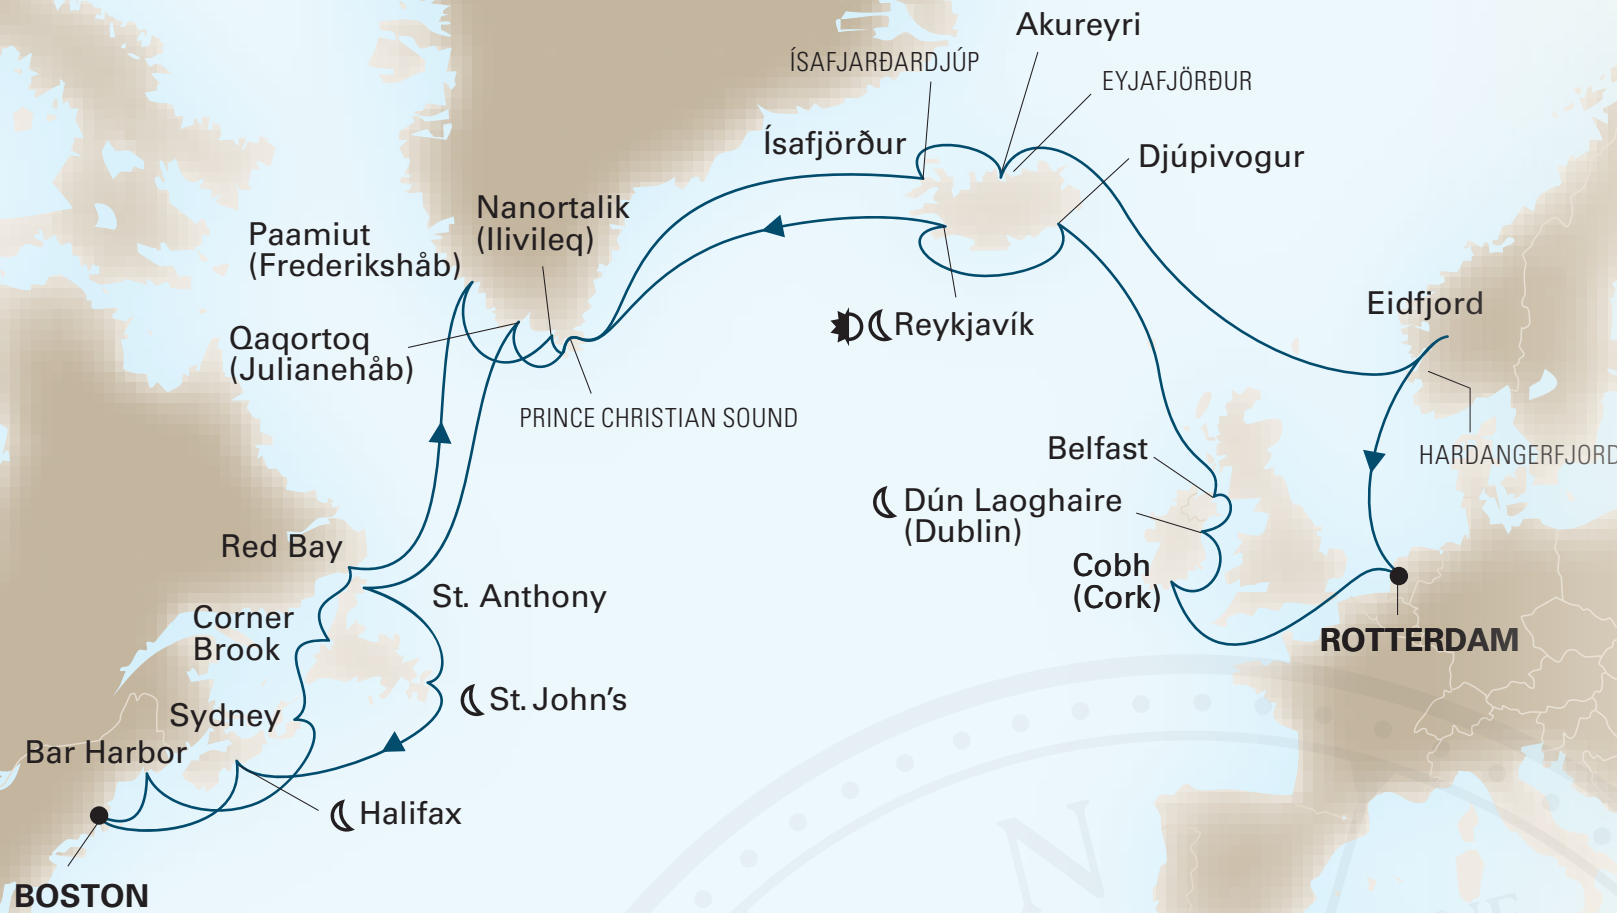 Akureyri
ÍSAFJARÐARDJÚP
EYJAFJÖRÐUR
Ísafjörður
Djúpivogur
Nanortalik
(Ilivileq)
Paamiut
(Frederikshåb)
Eidfjord
Reykjavík
Qaqortoq
(Julianehåb)
PRINCE CHRISTIAN SOUND
Belfast
HARDANGERFJORD
Dún Laoghaire
(Dublin)
Red Bay
Cobh
(Cork)
St. Anthony
Corner
Brook
ROTTERDAM
St. John's
Sydney
Bar Harbor
Halifax
N
NE
BOSTON